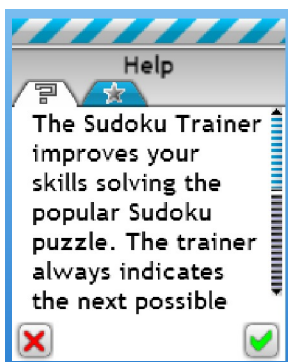 Help
The Sudoku Trainer
improves your
skills solving the
popular Sudoku
puzzle. The trainer
always indicates
the next possible